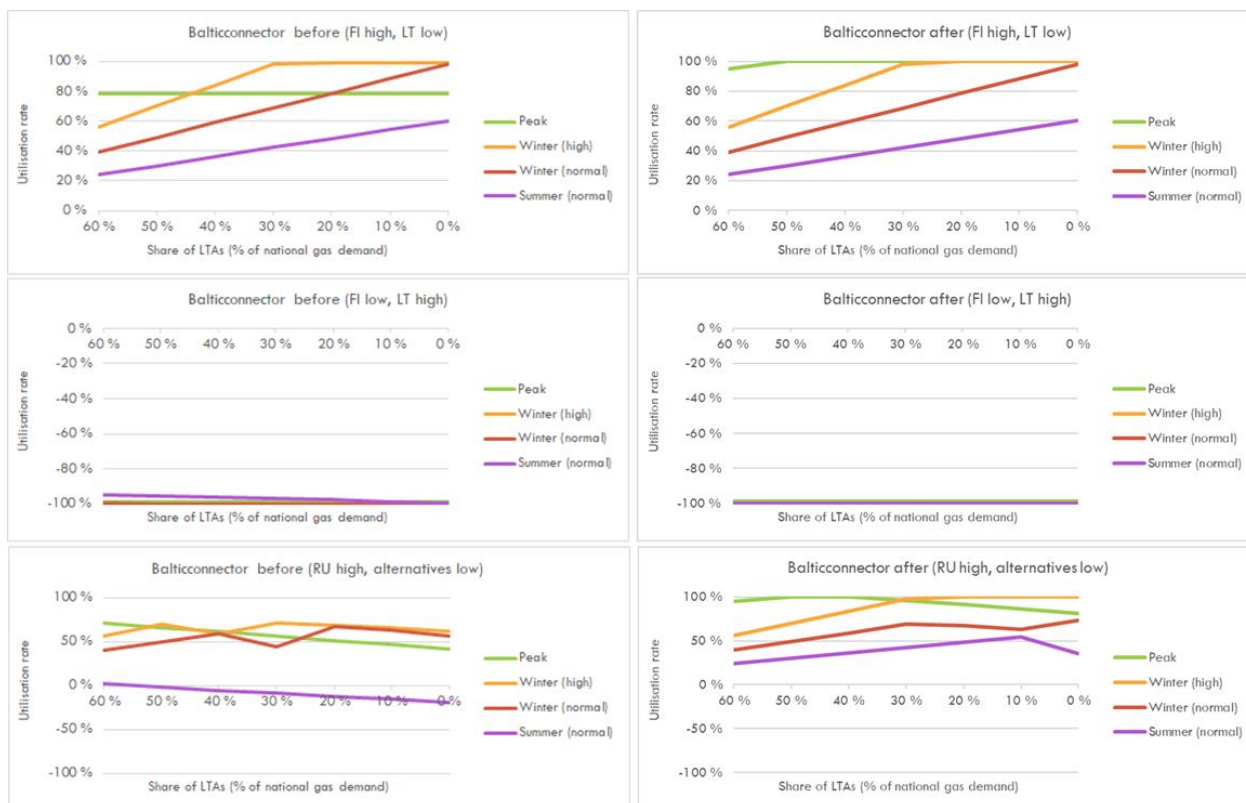 Balticconnector before (FI high, LT low)
100 %
80 %
60 %
40 %
20 %
0 %
Utilisation rate
60 % 50 % 40 % 30 % 20 % 10 % 0 %
Share of LTAs (% of national gas demand)
Peak
Winter (high)
Winter (normal)
Summer (normal)
Balticconnector after (FI high, LT low)
100 %
80 %
60 %
40 %
20 %
0 %
Utilisation rate
60 % 50 % 40 % 30 % 20 % 10 % 0 %
Share of LTAs (% of national gas demand)
Peak
Winter (high)
Winter (normal)
Summer (normal)
Balticconnector before (FI low, LT high)
0 %
-20 %
-40 %
-60 %
-80 %
-100 %
Utilisation rate
60 % 50 % 40 % 30 % 20 % 10 % 0 %
Share of LTAs (% of national gas demand)
Peak
Winter (high)
Winter (normal)
Summer (normal)
Balticconnector after (FI low, LT high)
0 %
-20 %
-40 %
-60 %
-80 %
-100 %
Utilisation rate
60 % 50 % 40 % 30 % 20 % 10 % 0 %
Share of LTAs (% of national gas demand)
Peak
Winter (high)
Winter (normal)
Summer (normal)
Balticconnector before (RU high, alternatives low)
100 %
50 %
0 %
-50 %
-100 %
Utilisation rate
60 % 50 % 40 % 30 % 20 % 10 % 0 %
Share of LTAs (% of national gas demand)
Peak
Winter (high)
Winter (normal)
Summer (normal)
Balticconnector after (RU high, alternatives low)
100 %
50 %
0 %
-50 %
-100 %
Utilisation rate
60 % 50 % 40 % 30 % 20 % 10 % 0 %
Share of LTAs (% of national gas demand)
Peak
Winter (high)
Winter (normal)
Summer (normal)